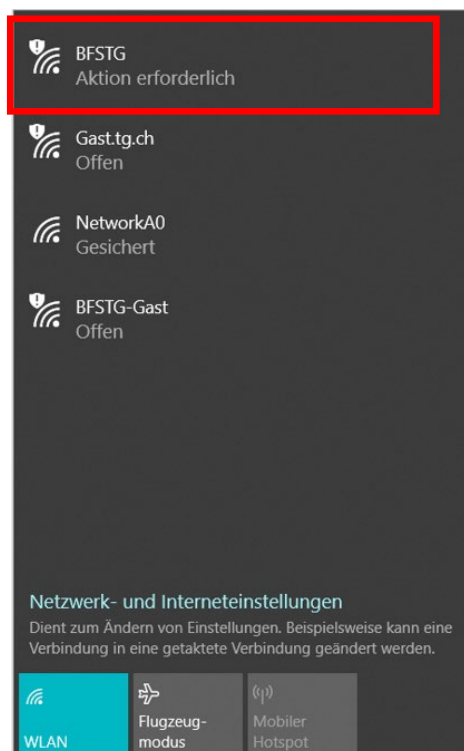 BFSTG
Aktion erforderlich
Gast.tg.ch
Offen
NetworkA0
Gesichert
BFSTG-Gast
Offen
Netzwerk- und Interneteinstellungen
Dient zum Ändern von Einstellungen. Beispielsweise kann eine
Verbindung in eine getaktete Verbindung geändert werden.
WLAN
Flugzeug-
modus
Mobiler
Hotspot